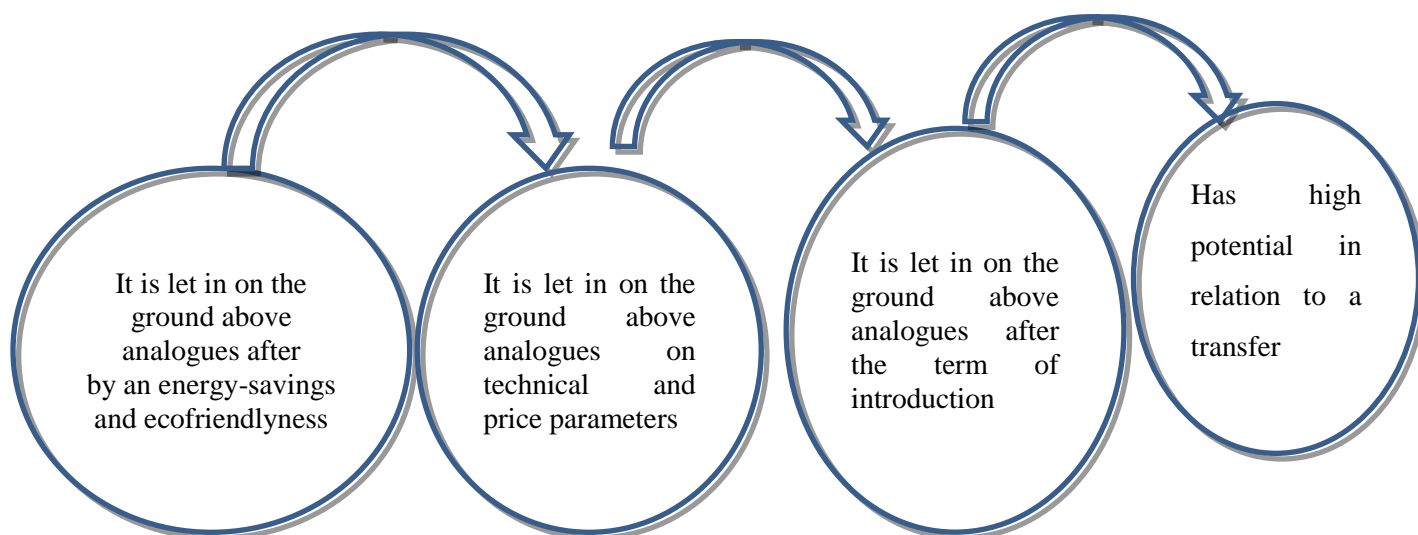 It is let in on the
ground above
analogues after
by an energy-savings
and ecofriendlyness
It is let in on the
ground above
analogues on
technical and
price parameters
It is let in on the
ground above
analogues after
the term of
introduction
Has high
potential in
relation to a
transfer